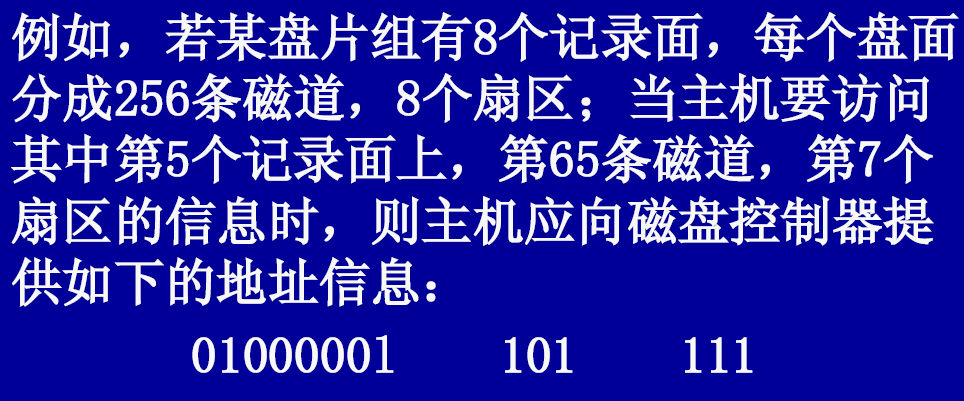 例如，若某盘片组有8个记录面，每个盘面
分成256条磁道，8个扇区；当主机要访问
其中第5个记录面上，第65条磁道，第7个
扇区的信息时，则主机应向磁盘控制器提
供如下的地址信息：
01000001 101 111